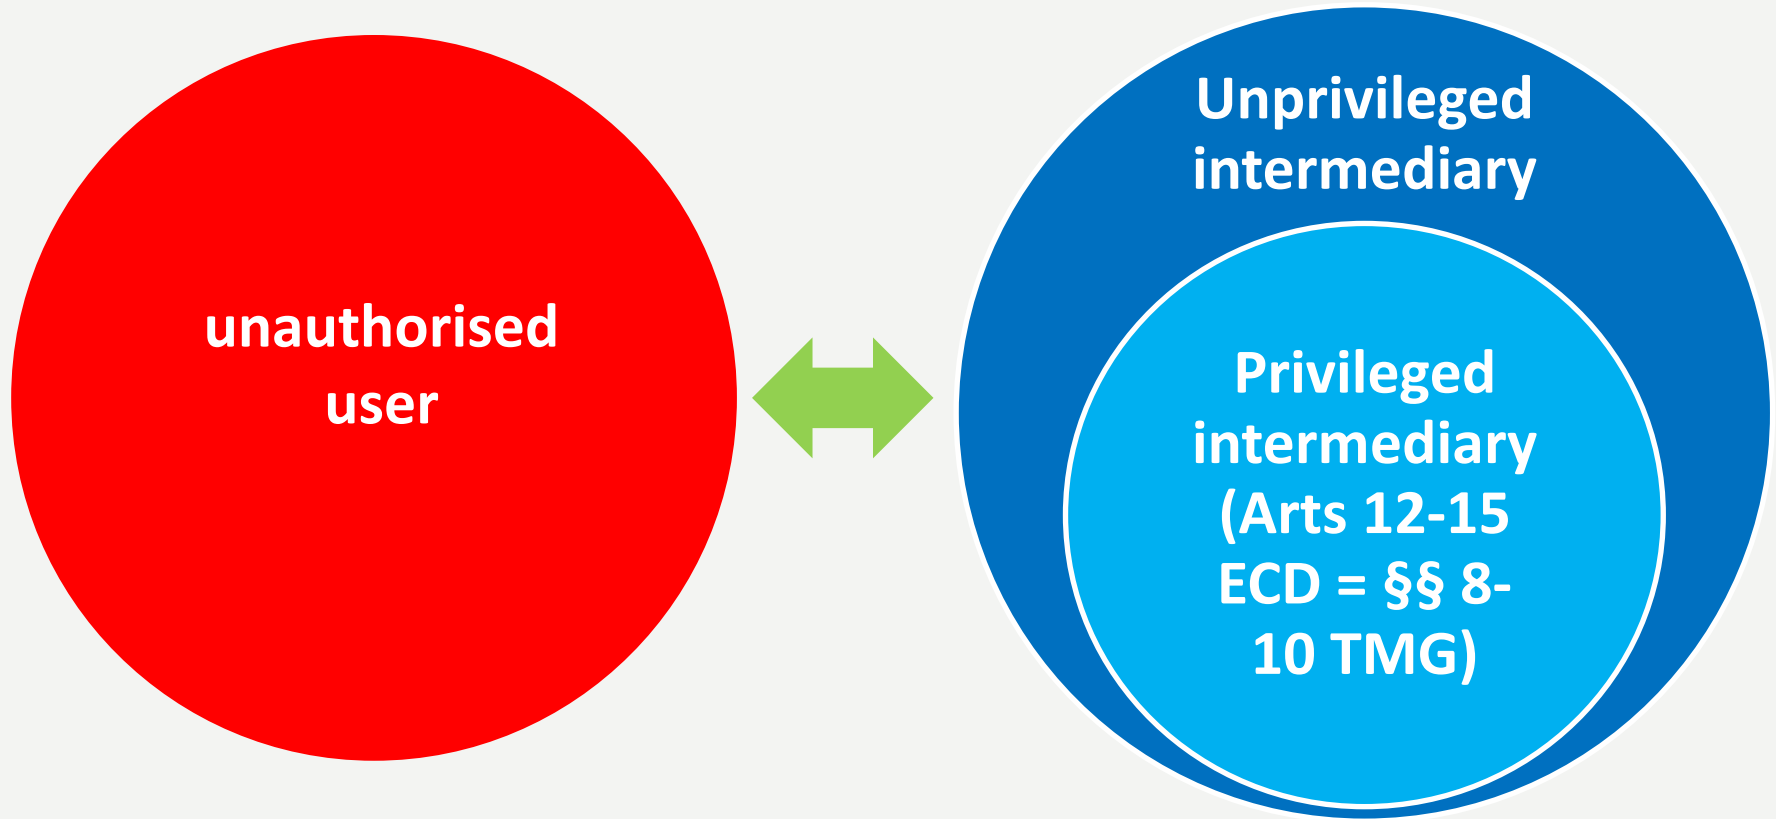 unauthorised
user
Unprivileged
intermediary
Privileged
intermediary
(Arts 12-15
ECD = §§ 8-
10 TMG)